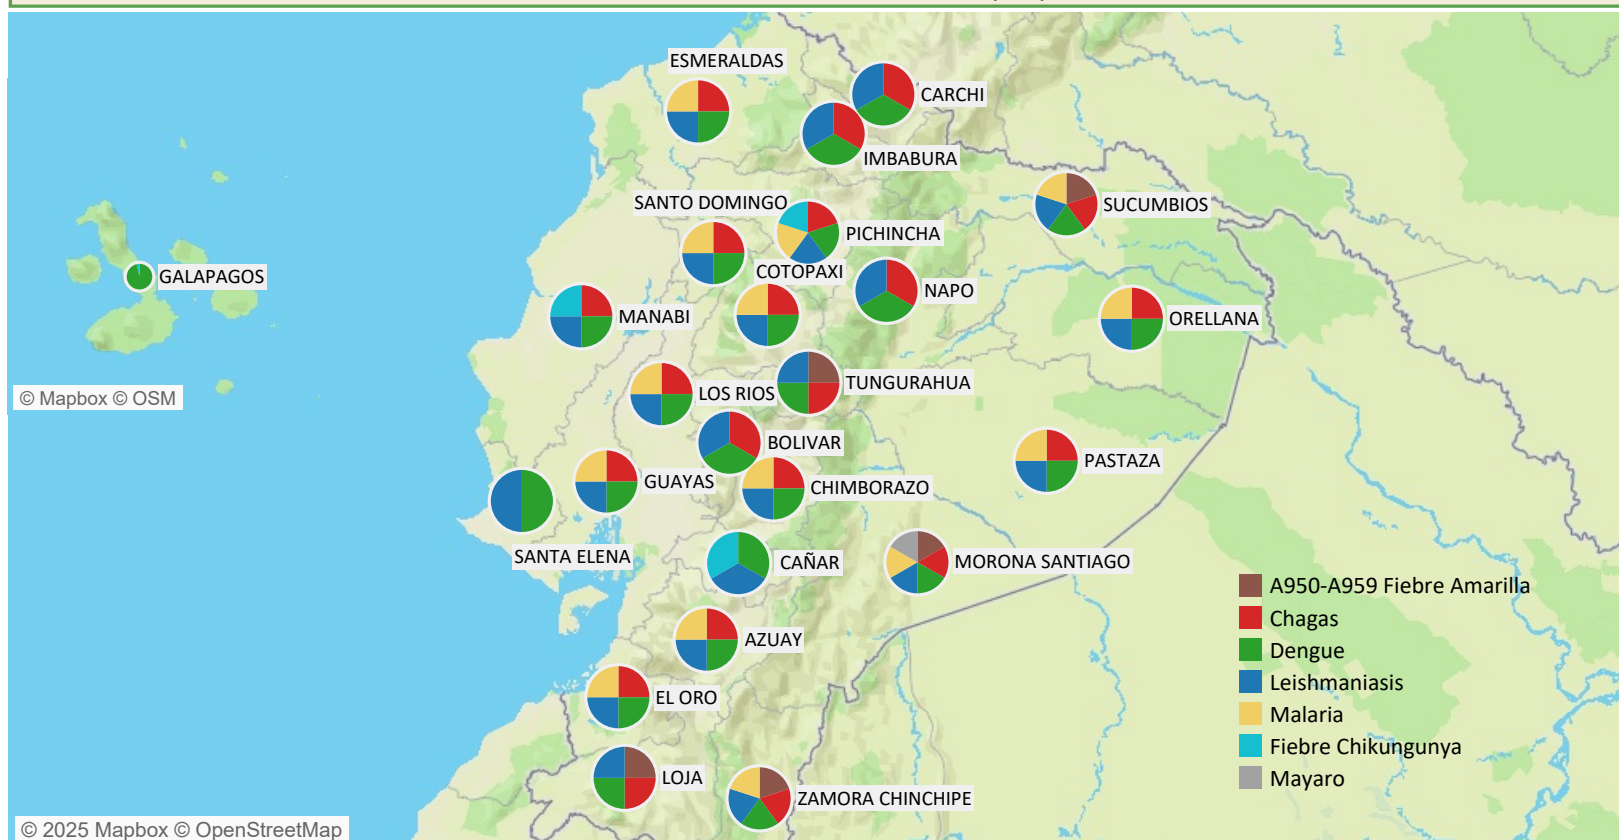 ESMERALDAS
CARCHI
IMBABURA
SANTO DOMINGO
SUCUMBIOS
PICHINCHA
COTOPAXI
GALAPAGOS
NAPO
MANABI
ORELLANA
TUNGURAHUA
LOS RIOS
© Mapbox © OSM
BOLIVAR
PASTAZA
GUAYAS
CHIMBORAZO
SANTA ELENA
CAÑAR
MORONA SANTIAGO
A950-A959 Fiebre Amarilla
Chagas
Dengue
Leishmaniasis
Malaria
Fiebre Chikungunya
Mayaro
AZUAY
EL ORO
LOJA
ZAMORA CHINCHIPE
© 2025 Mapbox © OpenStreetMap